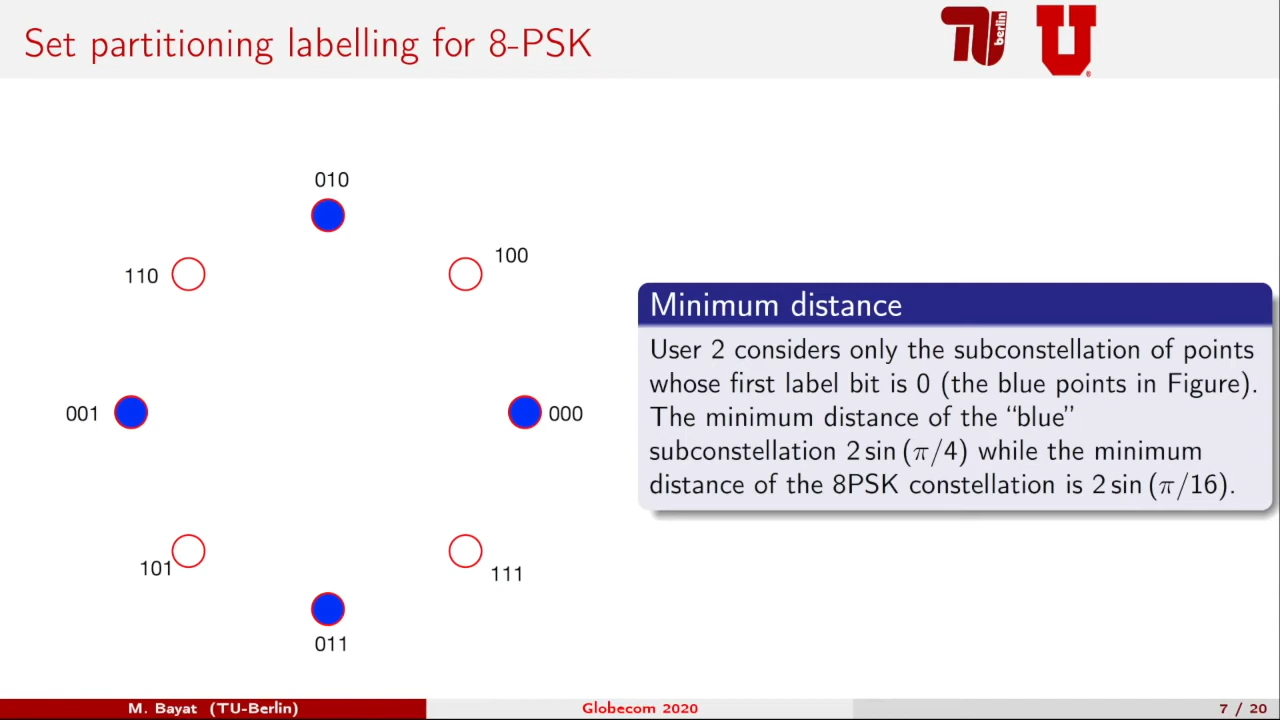 Set partitioning labelling for 8-PSK
berlin
U
®
010
100
110
001
000
101
111
011
Minimum distance
User 2 considers only the subconstellation of points
whose first label bit is 0 (the blue points in Figure).
The minimum distance of the “blue”
subconstellation 2 sin (π/4) while the minimum
distance of the 8PSK constellation is 2 sin (π/16).
M. Bayat (TU-Berlin)
Globecom 2020
7 / 20